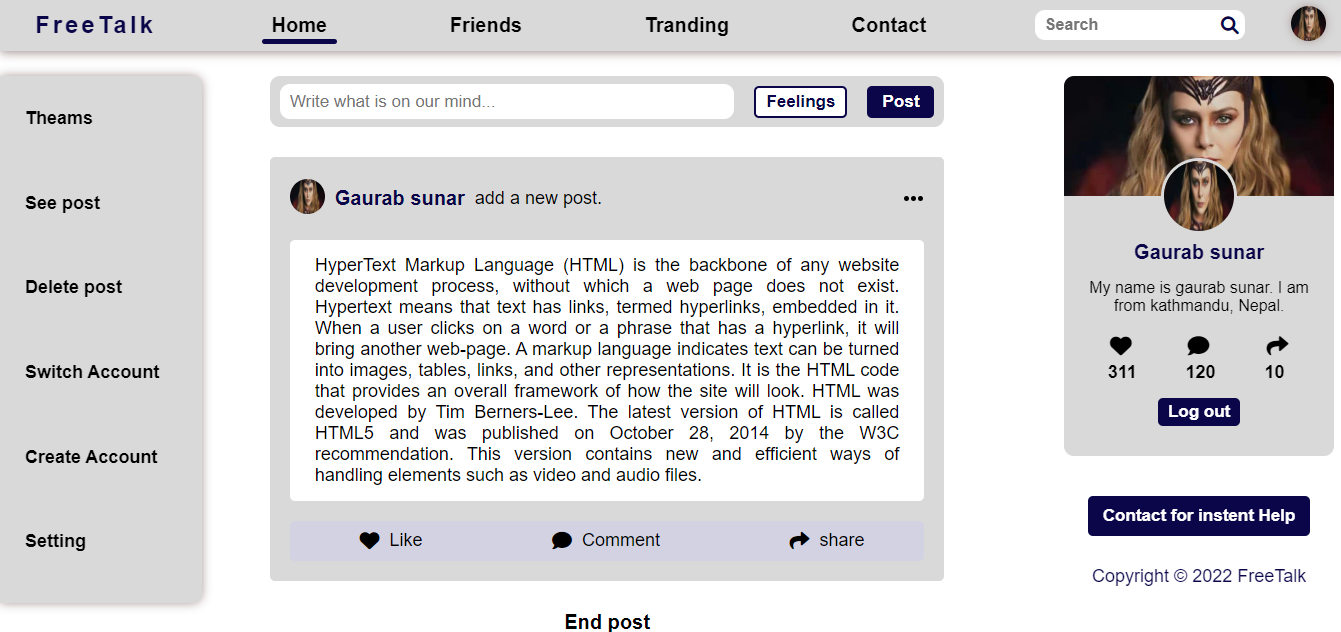 FreeTalk
Home
Friends
Tranding
Contact
Search
Theams
See post
Delete post
Switch Account
Create Account
Setting
Write what is on our mind...
Feelings
Post
Gaurab sunar add a new post.
HyperText Markup Language (HTML) is the backbone of any website
development process, without which a web page does not exist.
Hypertext means that text has links, termed hyperlinks, embedded in it.
When a user clicks on a word or a phrase that has a hyperlink, it will
bring another web-page. A markup language indicates text can be turned
into images, tables, links, and other representations. It is the HTML code
that provides an overall framework of how the site will look. HTML was
developed by Tim Berners-Lee. The latest version of HTML is called
HTML5 and was published on October 28, 2014 by the W3C
recommendation. This version contains new and efficient ways of
handling elements such as video and audio files.
Like
Comment
share
End post
Gaurab sunar
My name is gaurab sunar. I am
from kathmandu, Nepal.
311
120
10
Log out
Contact for instent Help
Copyright © 2022 FreeTalk